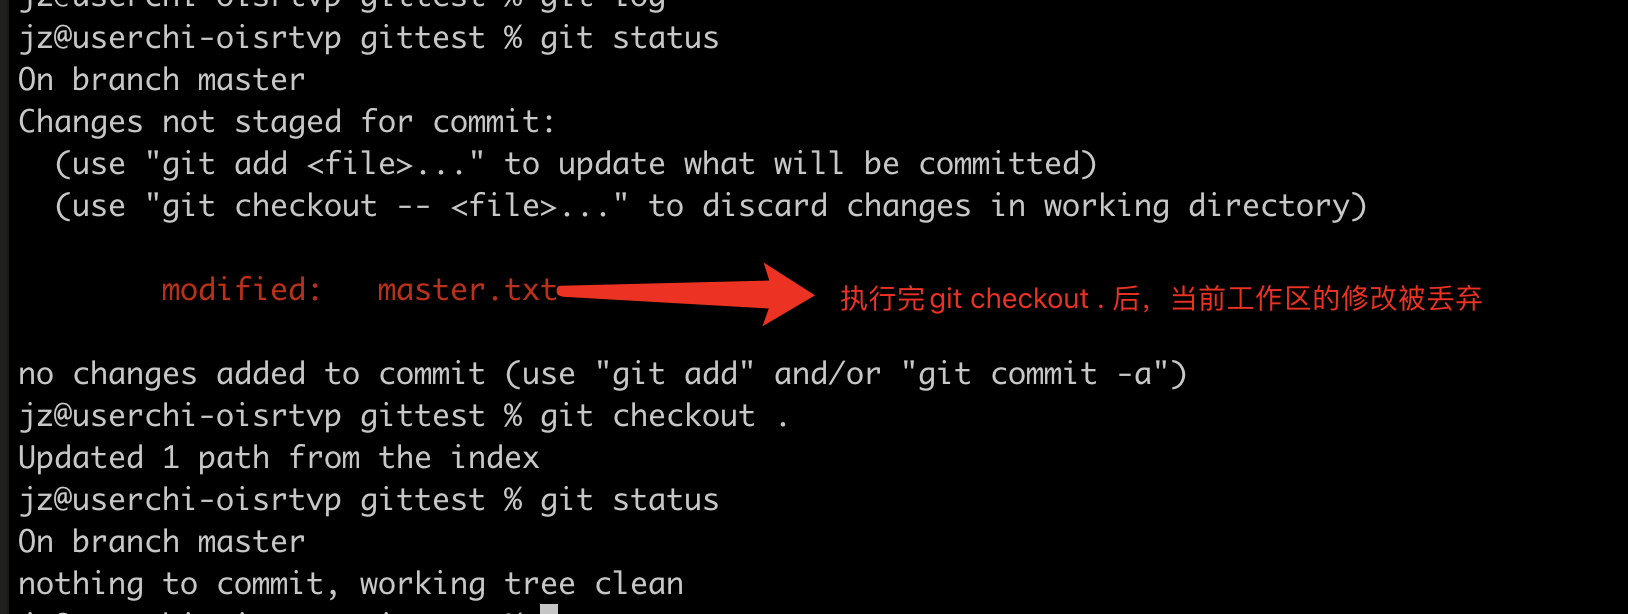 jz@userchi-oisrtvp gittest % git log
jz@userchi-oisrtvp gittest % git status
On branch master
Changes not staged for commit:
  (use "git add <file>..." to update what will be committed)
  (use "git checkout -- <file>..." to discard changes in working directory)
        modified:   master.txt 执行完git checkout . 后，当前工作区的修改被丢弃
no changes added to commit (use "git add" and/or "git commit -a")
jz@userchi-oisrtvp gittest % git checkout .
Updated 1 path from the index
jz@userchi-oisrtvp gittest % git status
On branch master
nothing to commit, working tree clean